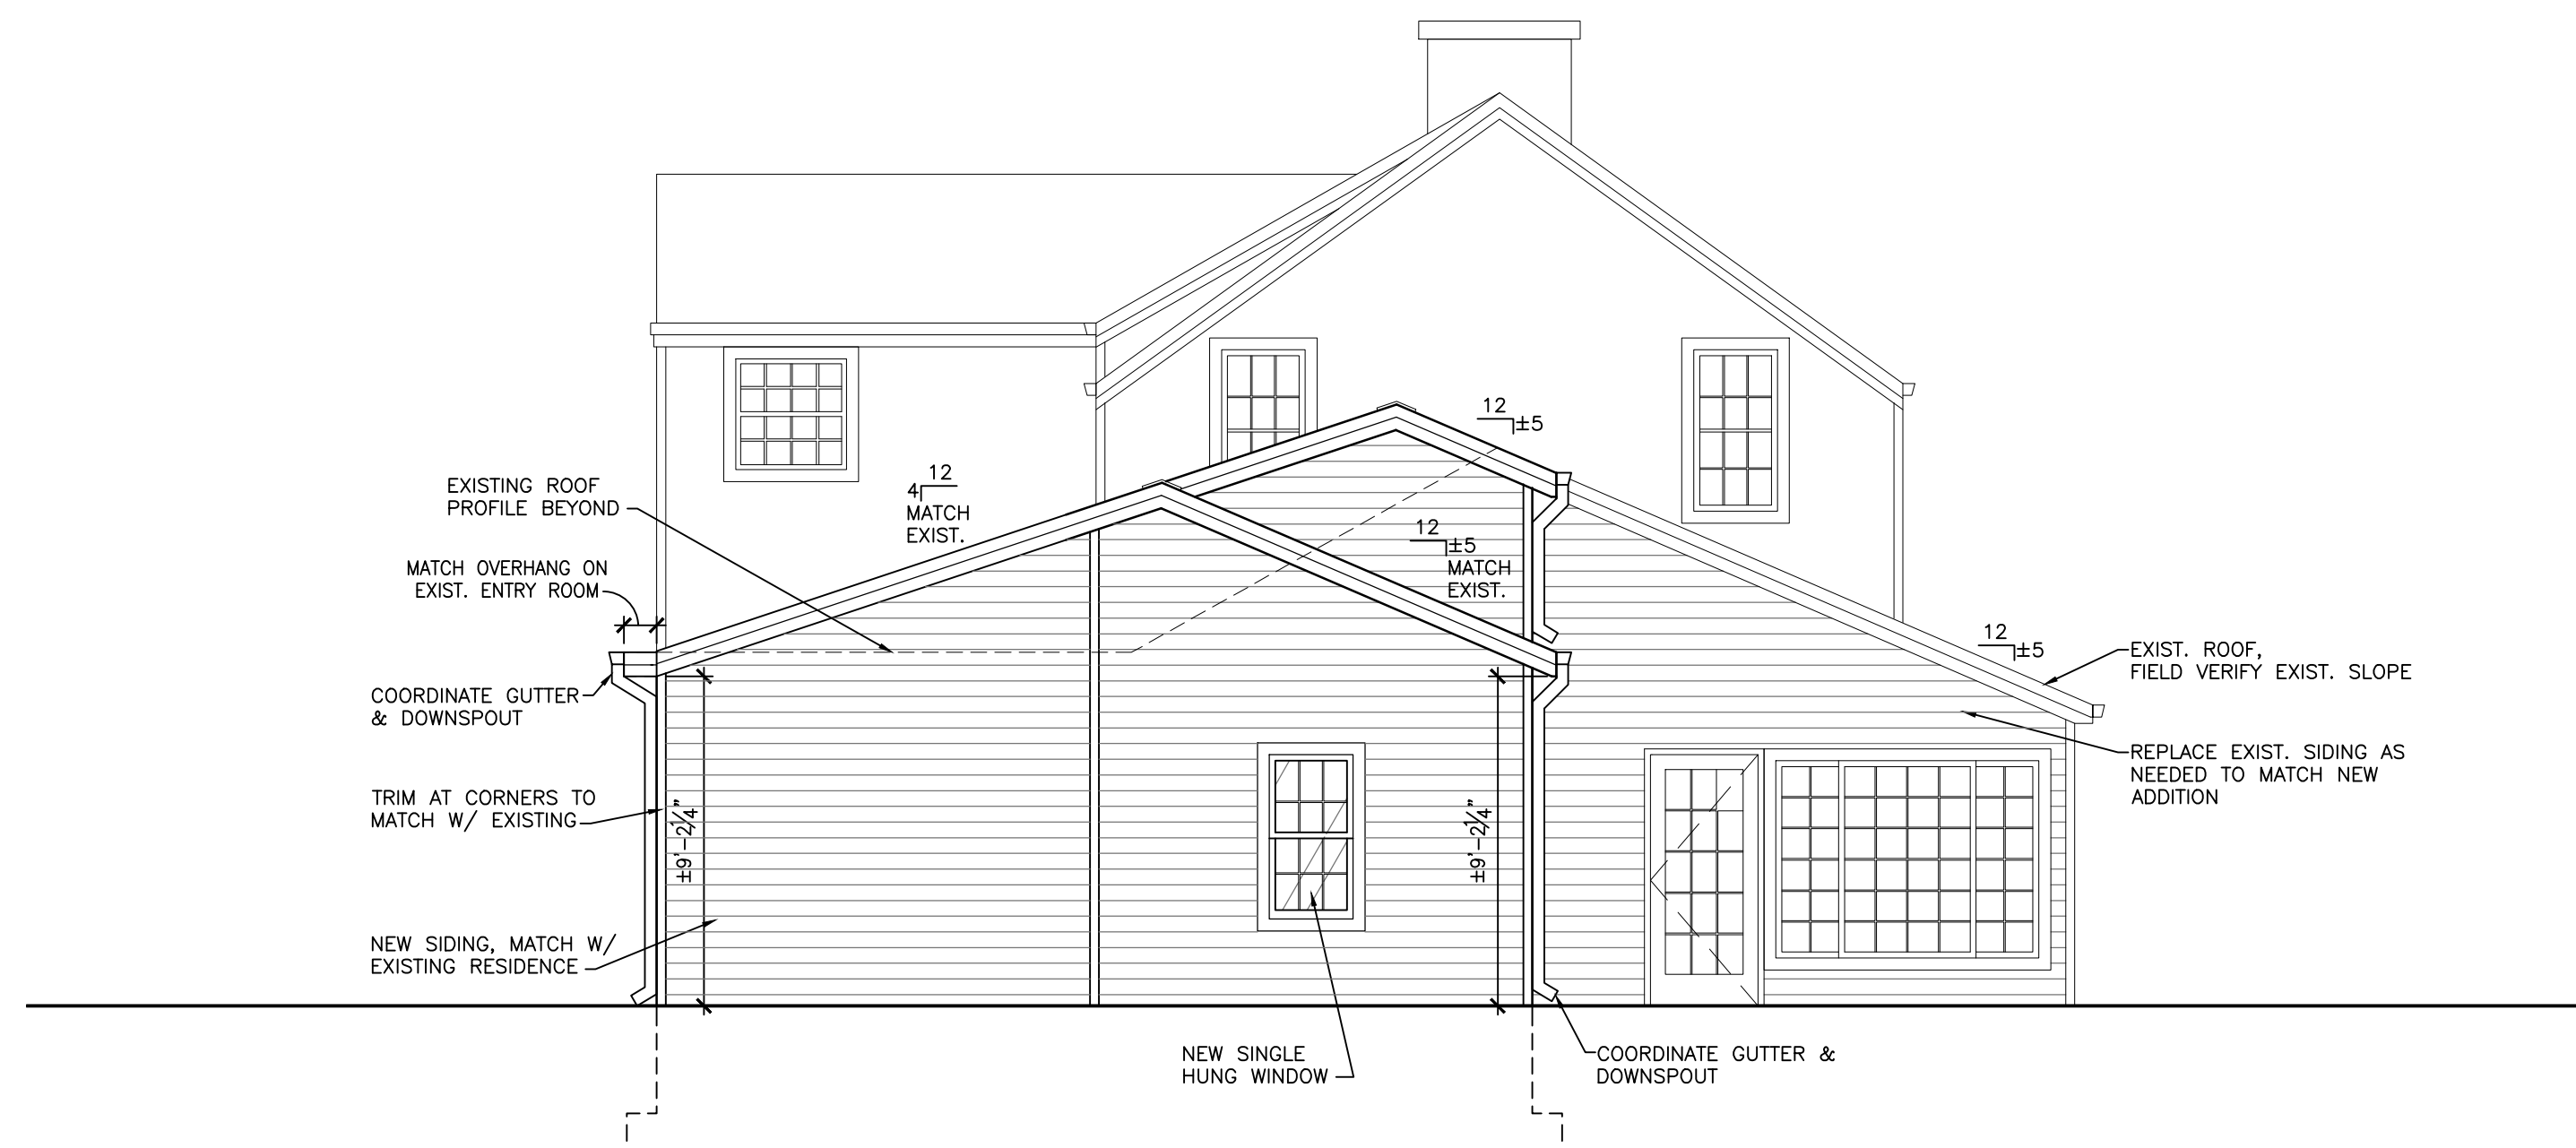 12
±5
12
4
MATCH
EXIST.
EXISTING ROOF
PROFILE BEYOND
12
±5
MATCH
EXIST.
MATCH OVERHANG ON
EXIST. ENTRY ROOM
12
±5
EXIST. ROOF,
FIELD VERIFY EXIST. SLOPE
COORDINATE GUTTER
& DOWNSPOUT
REPLACE EXIST. SIDING AS
NEEDED TO MATCH NEW
ADDITION
TRIM AT CORNERS TO
MATCH W/ EXISTING
±9'-2¼"
±9'-2¼"
NEW SIDING, MATCH W/
EXISTING RESIDENCE
NEW SINGLE
HUNG WINDOW
COORDINATE GUTTER &
DOWNSPOUT